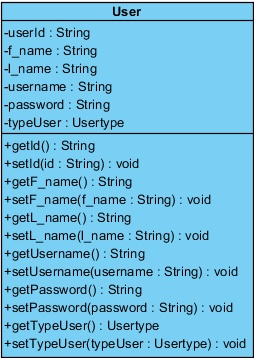 User
-userId : String
-f_name : String
-l_name : String
-username : String
-password : String
-typeUser : Usertype
+getId() : String
+setId(id : String) : void
+getF_name() : String
+setF_name(f_name : String) : void
+getL_name() : String
+setL_name(l_name : String) : void
+getUsername() : String
+setUsername(username : String) : void
+getPassword() : String
+setPassword(password : String) : void
+getTypeUser() : Usertype
+setTypeUser(typeUser : Usertype) : void